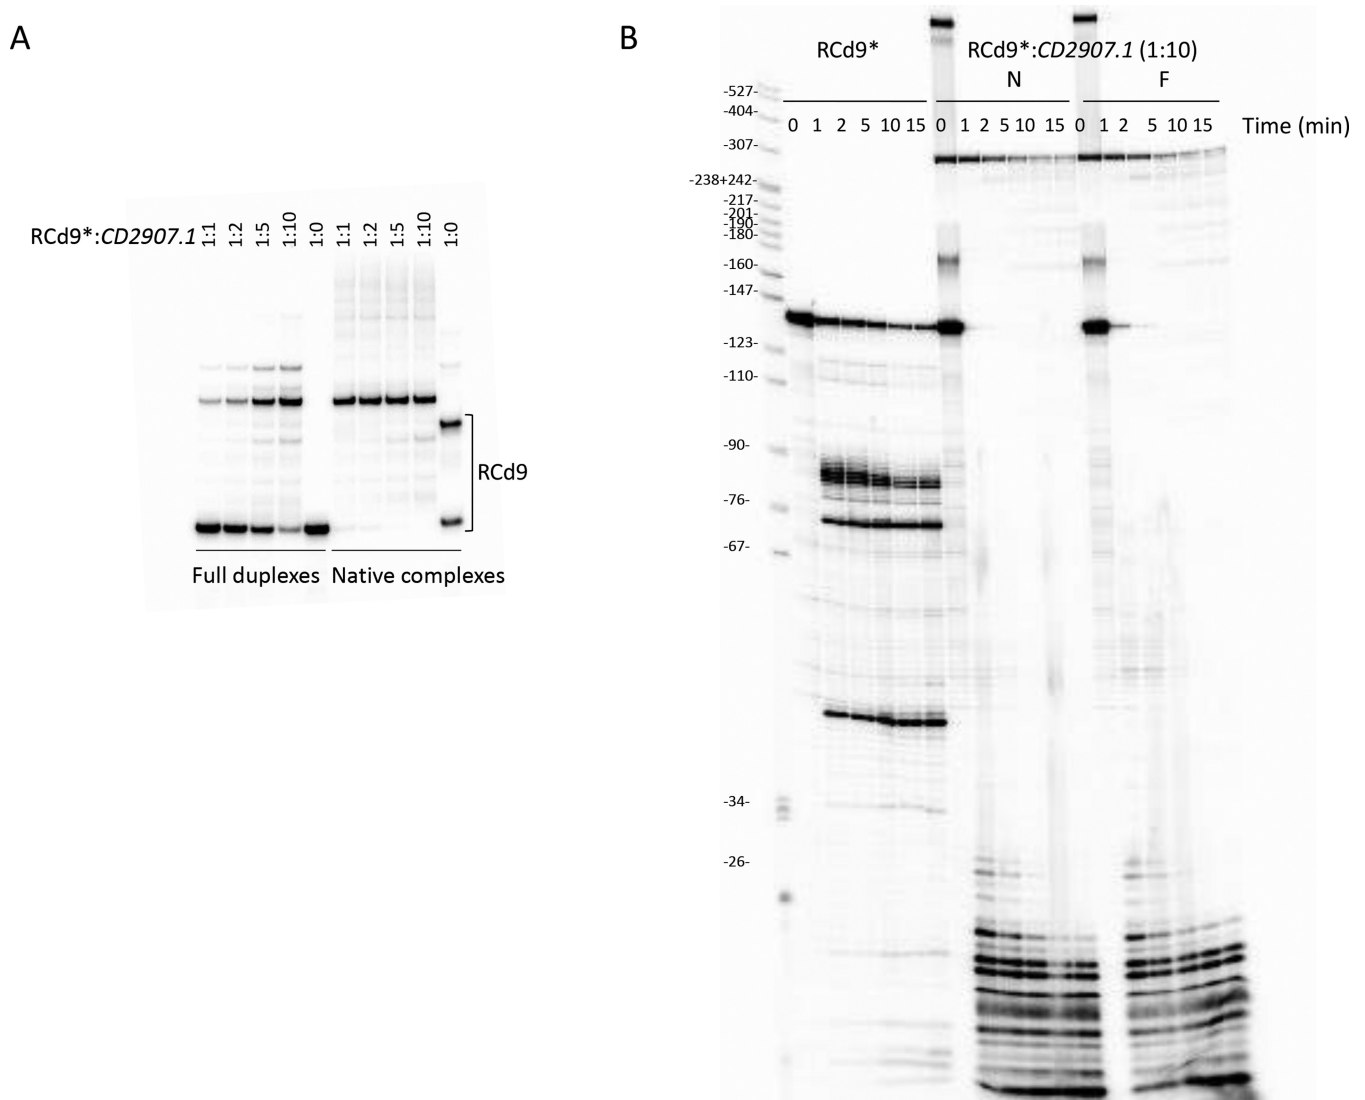 A
RCd9*:CD2907.1 1:1 1:2 1:5 1:10 1:0 1:1 1:2 1:5 1:10 1:0
RCd9
Full duplexes Native complexes
B
RCd9* RCd9*:CD2907.1 (1:10)
N F
0 1 2 5 10 15 0 1 2 5 10 15 0 1 2 5 10 15 Time (min)
-527-
-404-
-307-
-238+242-
-217-
-201-
-190-
-180-
-160-
-147-
-123-
-110-
-90-
-76-
-67-
-34-
-26-